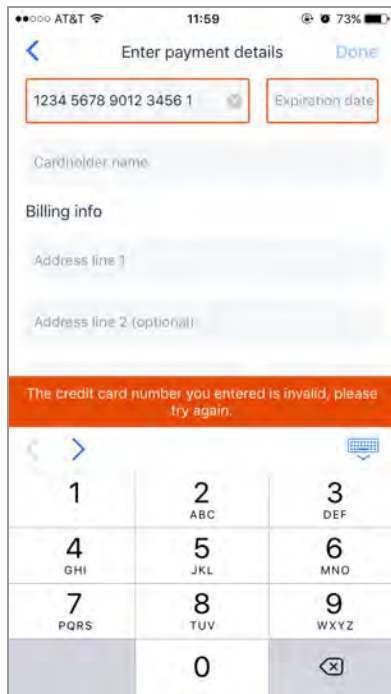 AT&T 11:59 73%
Enter payment details Done
1234 5678 9012 3456 1 Expiration date
Cardholder name
Billing info
Address line 1
Address line 2 (optional)
The credit card number you entered is invalid, please
try again.
1 2 3
ABC DEF
4 5 6
GHI JKL MNO
7 8 9
PQRS TUV WXYZ
0